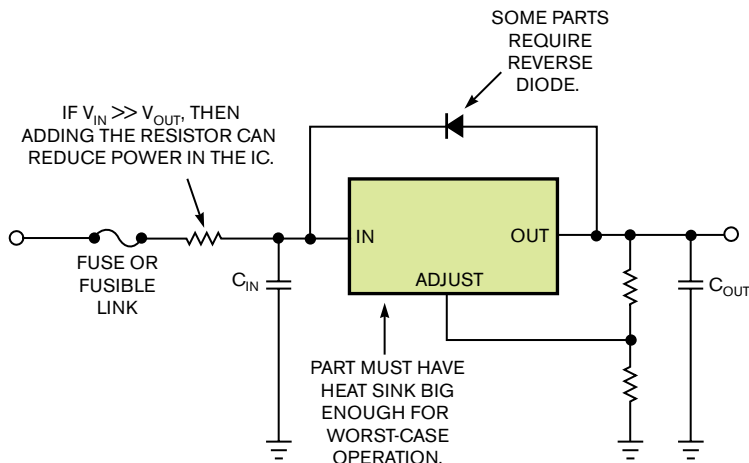 SOME PARTS
REQUIRE
REVERSE
DIODE.
IF VIN >> VOUT, THEN
ADDING THE RESISTOR CAN
REDUCE POWER IN THE IC.
IN
OUT
ADJUST
FUSE OR
FUSIBLE
LINK
CIN
COUT
PART MUST HAVE
HEAT SINK BIG
ENOUGH FOR
WORST-CASE
OPERATION.